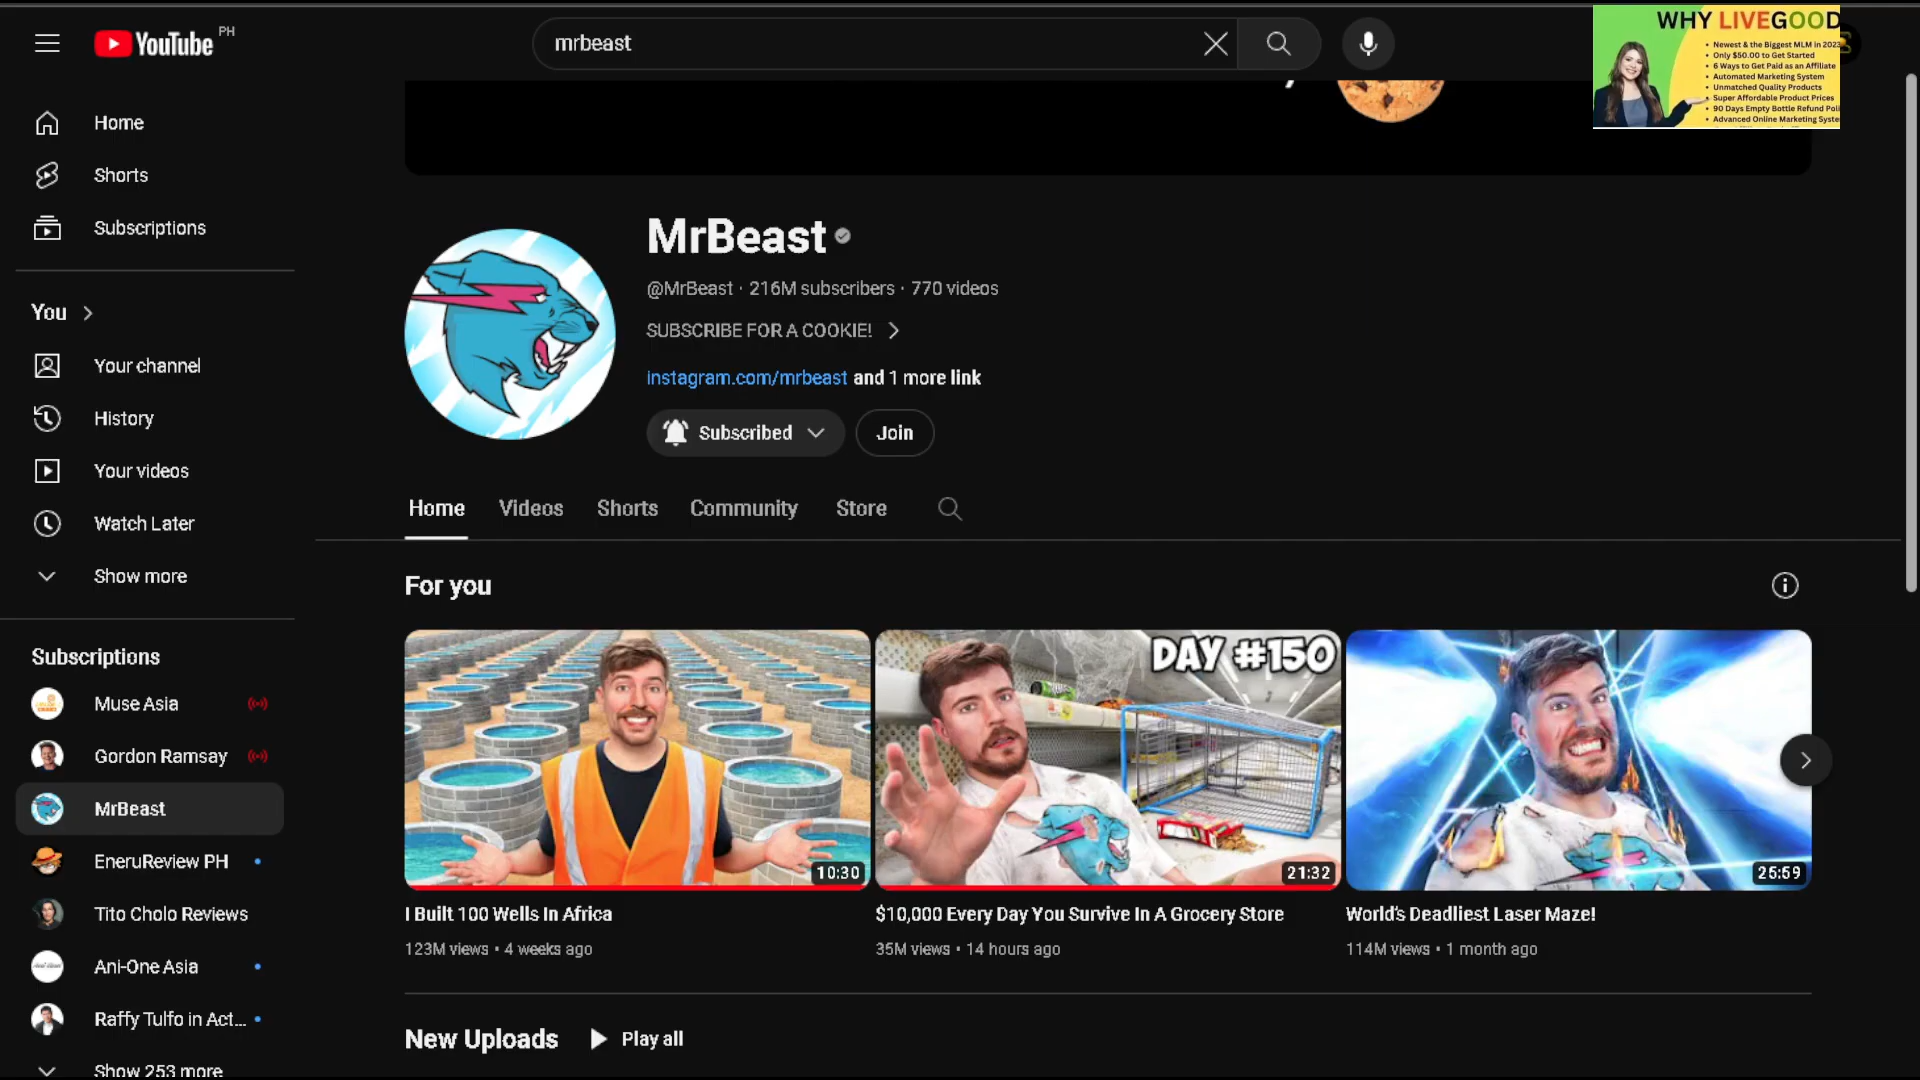 YouTube PH
mrbeast
WHY LIVEGOOD
• Newest & the Biggest MLM in 2023
• Only $50.00 to Get Started
• 6 Ways to Get Paid as an Affiliate
• Automated Marketing System
• Unmatched Quality Products
• Super Affordable Product Prices
• 90 Days Empty Bottle Refund Poli
• Advanced Online Marketing Syste
Home
Shorts
Subscriptions
You
Your channel
History
Your videos
Watch Later
Show more
Subscriptions
Muse Asia
Gordon Ramsay
MrBeast
EneruReview PH
Tito Cholo Reviews
Ani-One Asia
Raffy Tulfo in Act...
Show 253 more
MrBeast
@MrBeast · 216M subscribers · 770 videos
SUBSCRIBE FOR A COOKIE!
instagram.com/mrbeast and 1 more link
Subscribed
Join
Home Videos Shorts Community Store
For you
10:30
DAY #150
21:32
25:59
I Built 100 Wells In Africa
123M views • 4 weeks ago
$10,000 Every Day You Survive In A Grocery Store
35M views • 14 hours ago
World's Deadliest Laser Maze!
114M views • 1 month ago
New Uploads
Play all